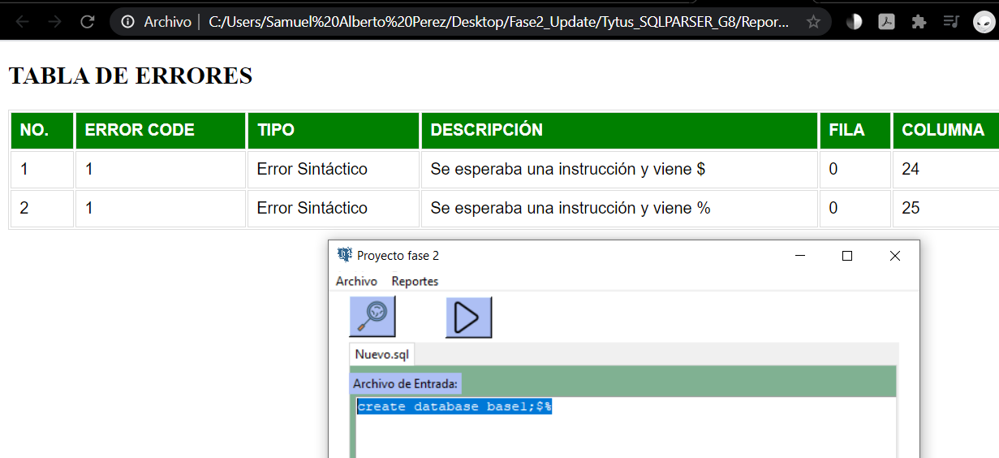 Archivo | C:/Users/Samuel%20Alberto%20Perez/Desktop/Fase2_Update/Tytus_SQLPARSER_G8/Repor...
TABLA DE ERRORES
NO. ERROR CODE TIPO DESCRIPCIÓN FILA COLUMNA
1 1 Error Sintáctico Se esperaba una instrucción y viene $ 0 24
2 1 Error Sintáctico Se esperaba una instrucción y viene % 0 25
Proyecto fase 2
Archivo Reportes
Nuevo.sql
Archivo de Entrada:
create database base1;$%